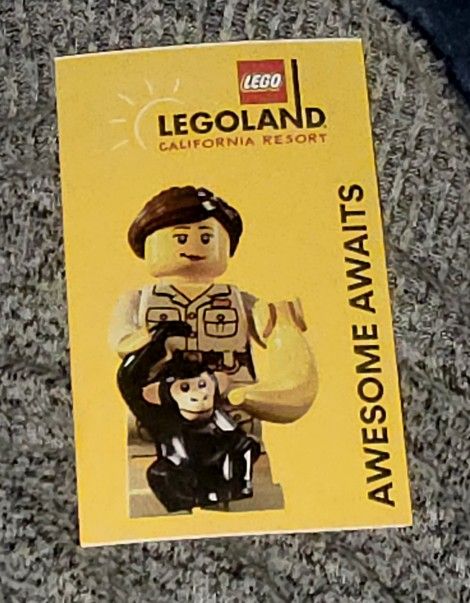 LEGO
LEGOLAND
CALIFORNIA RESORT
AWESOME AWAITS